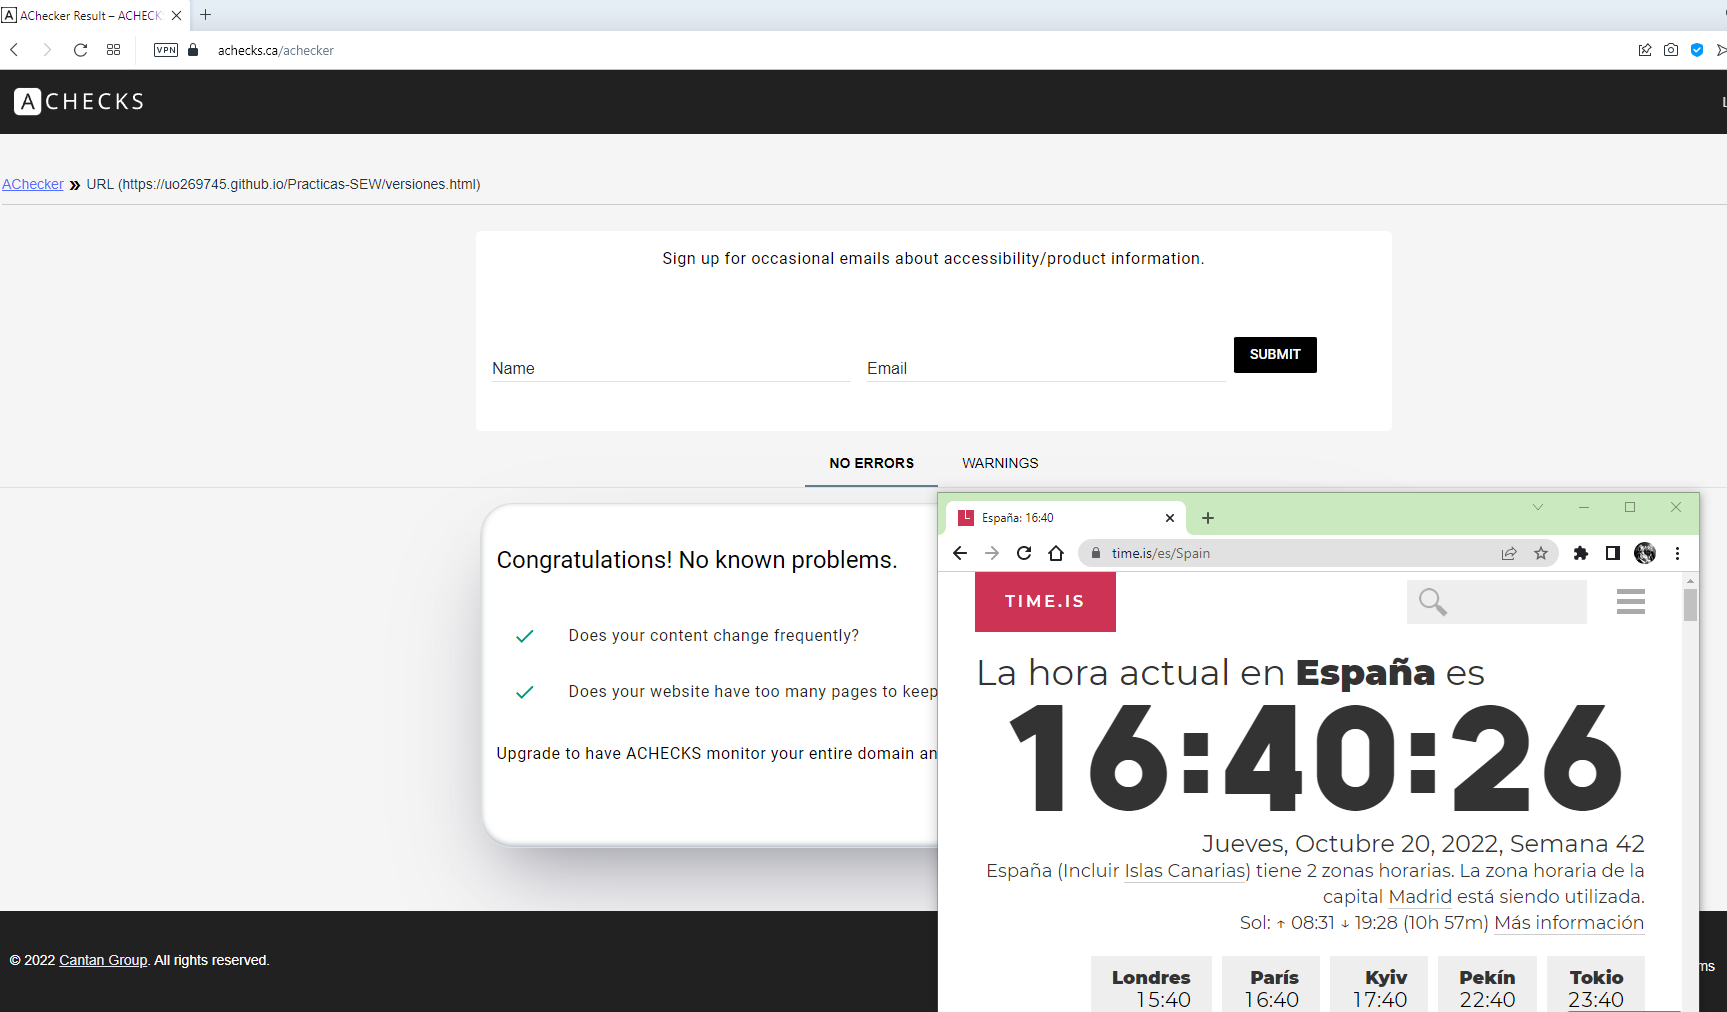 AChecker Result – ACHECK
VPN
achecks.ca/achecker
A CHECKS
AChecker » URL (https://uo269745.github.io/Practicas-SEW/versiones.html)
Sign up for occasional emails about accessibility/product information.
Name
Email
SUBMIT
NO ERRORS
WARNINGS
Congratulations! No known problems.
Does your content change frequently?
Does your website have too many pages to keep
Upgrade to have ACHECKS monitor your entire domain an
© 2022 Cantan Group. All rights reserved.
ms
España: 16:40
time.is/es/Spain
TIME.IS
La hora actual en España es
16:40:26
Jueves, Octubre 20, 2022, Semana 42
España (Incluir Islas Canarias) tiene 2 zonas horarias. La zona horaria de la
capital Madrid está siendo utilizada.
Sol: ↑ 08:31 ↓ 19:28 (10h 57m) Más información
Londres
15:40
París
16:40
Kyiv
17:40
Pekín
22:40
Tokio
23:40